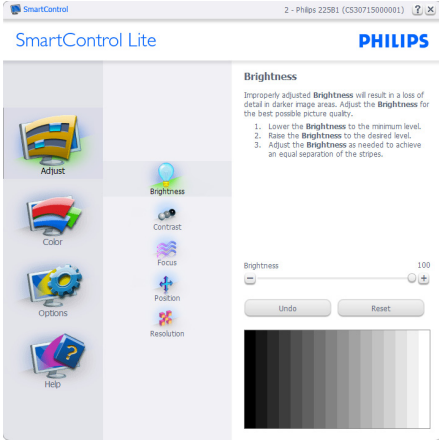 SmartControl
2 - Philips 225B1 (CS30715000001)
SmartControl Lite
PHILIPS
Adjust
Color
Options
Help
Brightness
Contrast
Focus
Position
Resolution
Brightness
Improperly adjusted Brightness will result in a loss of
detail in darker image areas. Adjust the Brightness for
the best possible picture quality.
1. Lower the Brightness to the minimum level.
2. Raise the Brightness to the desired level.
3. Adjust the Brightness as needed to achieve
an equal separation of the stripes.
Brightness 100
Undo
Reset